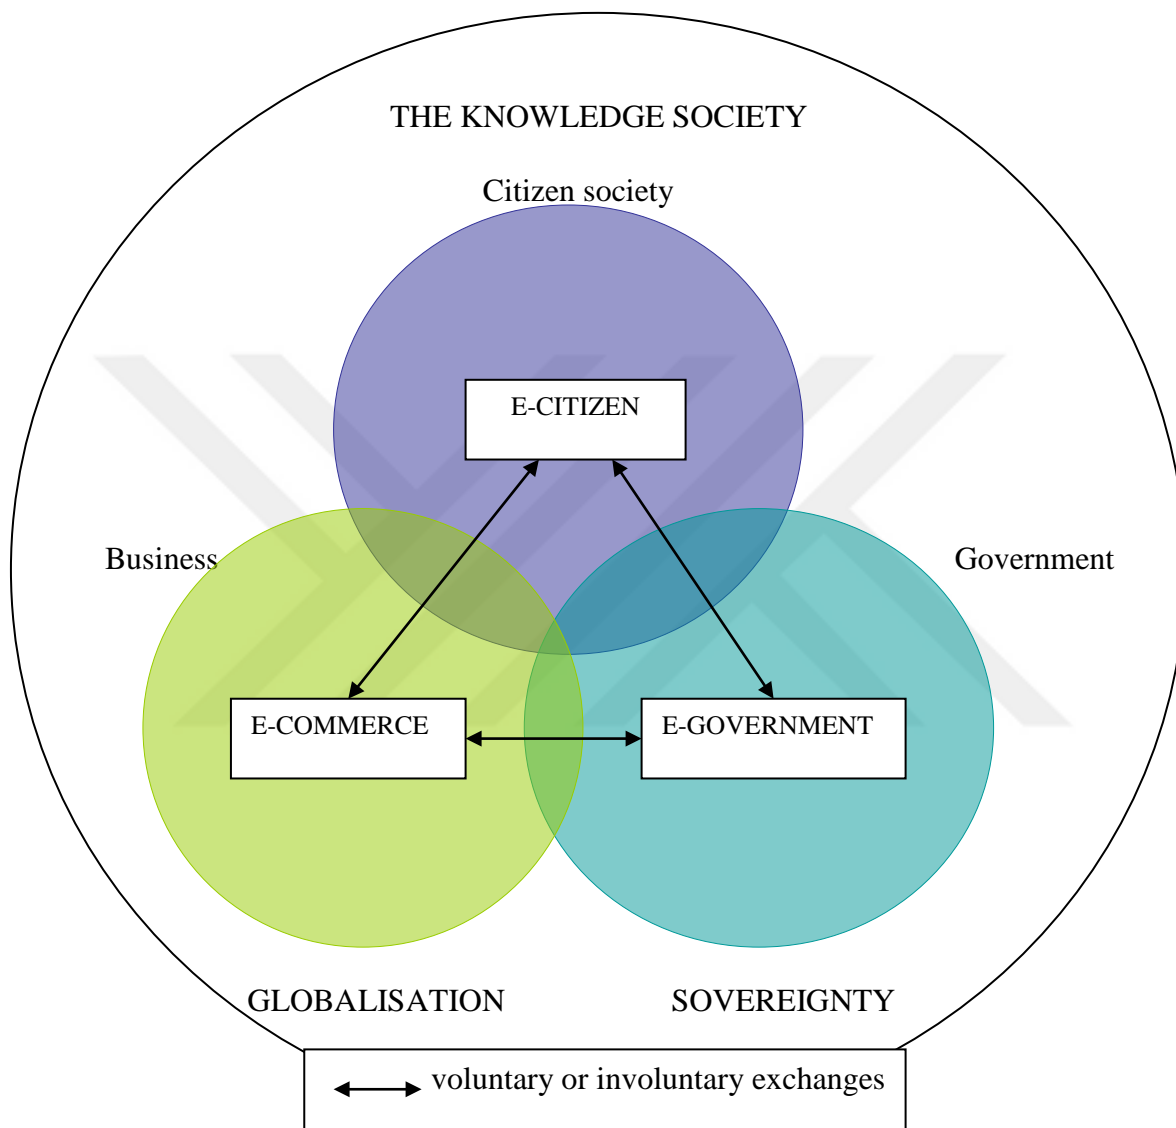 THE KNOWLEDGE SOCIETY
Citizen society
E-CITIZEN
Business
Government
E-COMMERCE
E-GOVERNMENT
GLOBALISATION
SOVEREIGNTY
voluntary or involuntary exchanges